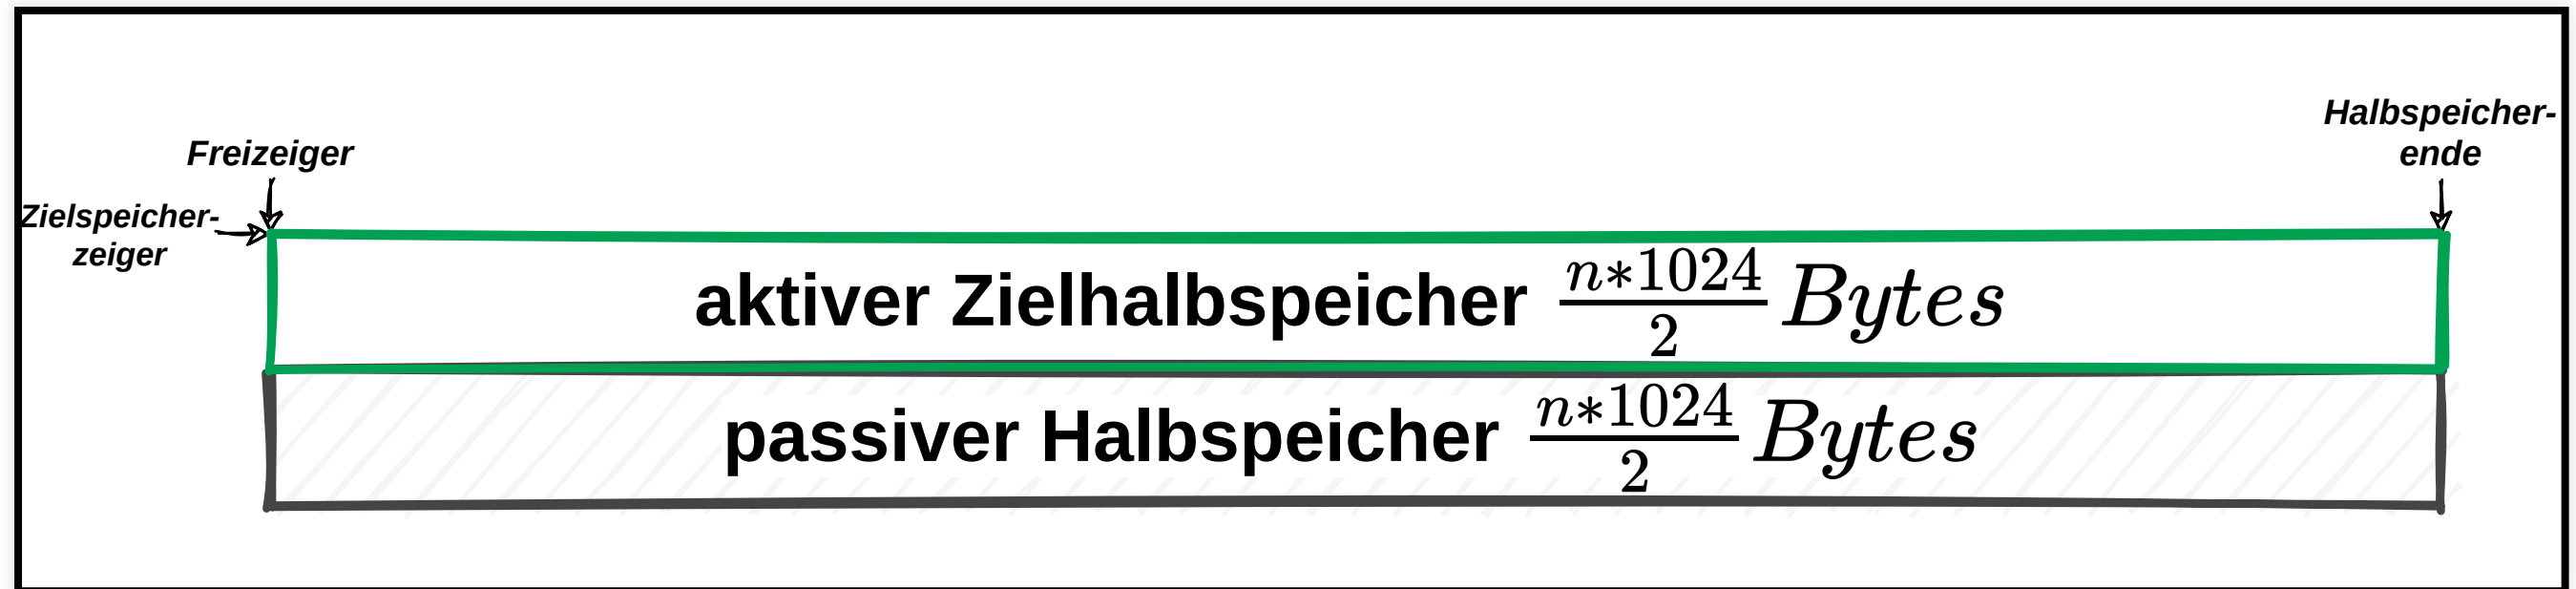 Halbspeicher-
ende
Freizeiger
Zielspeicher-
zeiger
aktiver Zielhalbspeicher n*1024/2 Bytes
passiver Halbspeicher n*1024/2 Bytes